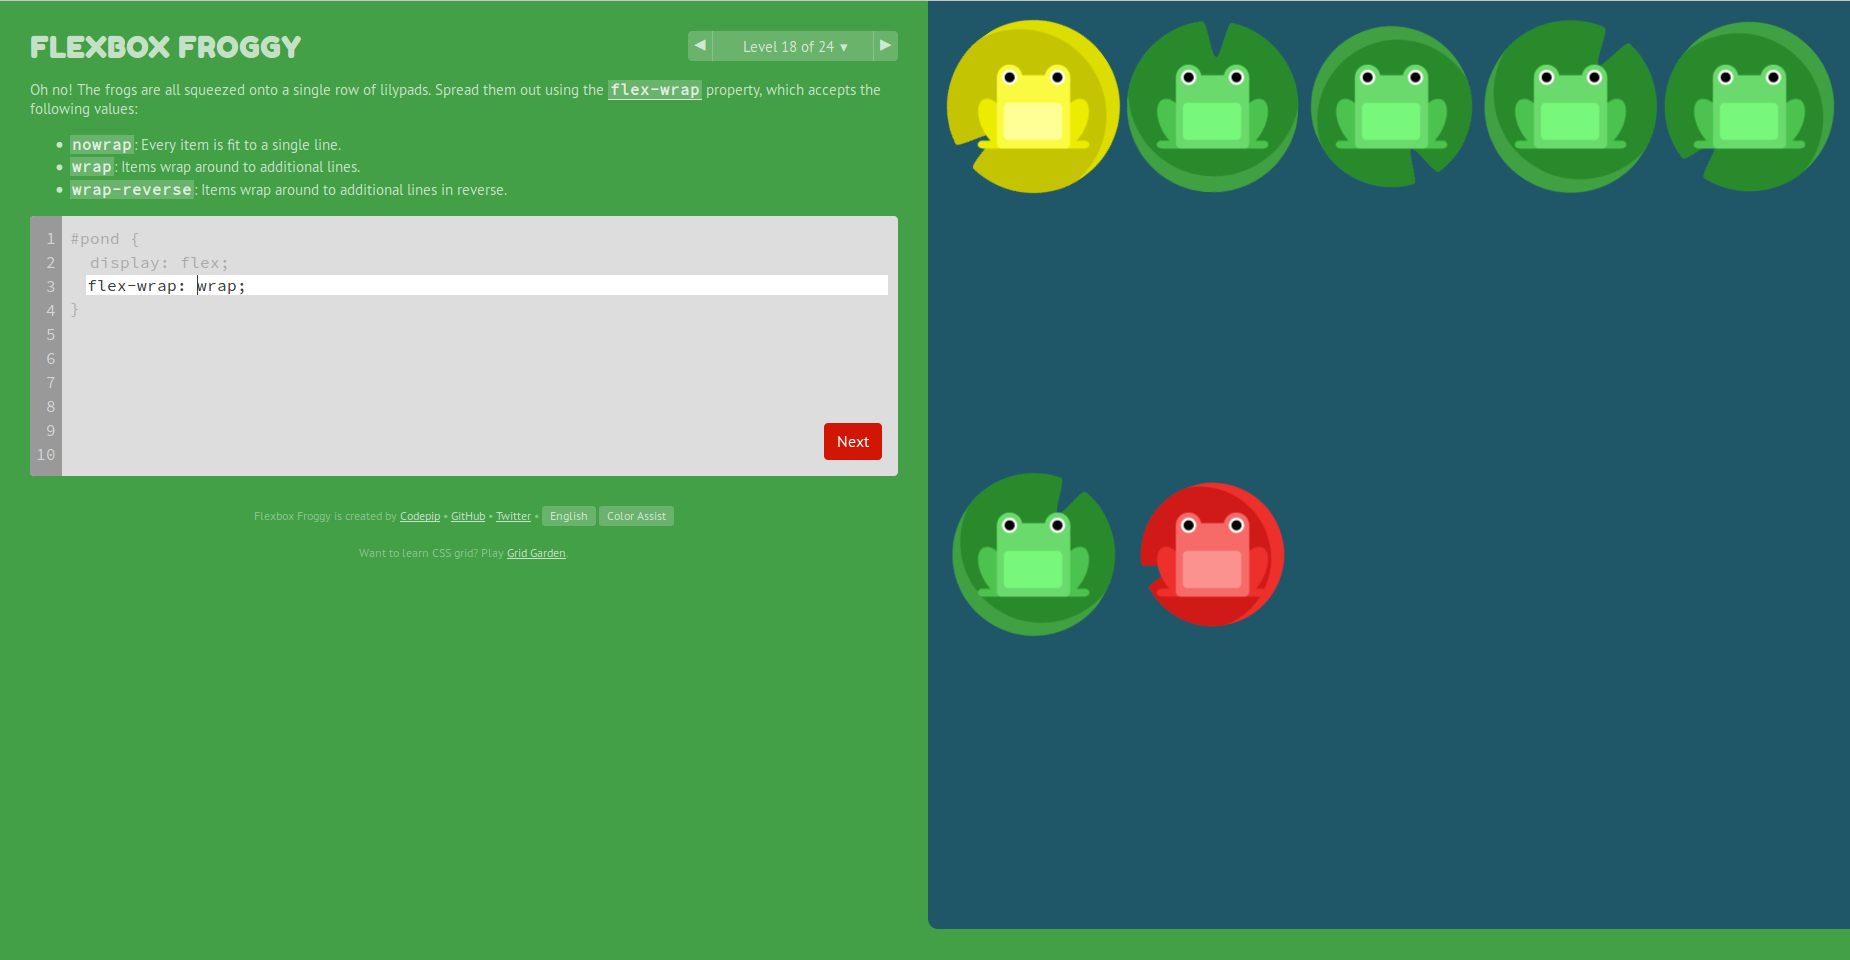 FLEXBOX FROGGY
◀ Level 18 of 24 ▼ ▶
Oh no! The frogs are all squeezed onto a single row of lilypads. Spread them out using the flex-wrap property, which accepts the
following values:
• nowrap: Every item is fit to a single line.
• wrap: Items wrap around to additional lines.
• wrap-reverse: Items wrap around to additional lines in reverse.
1 #pond {
2 display: flex;
3 flex-wrap: wrap;
4 }
5
6
7
8
9
10
Next
Flexbox Froggy is created by Codepip • GitHub • Twitter • English Color Assist
Want to learn CSS grid? Play Grid Garden.